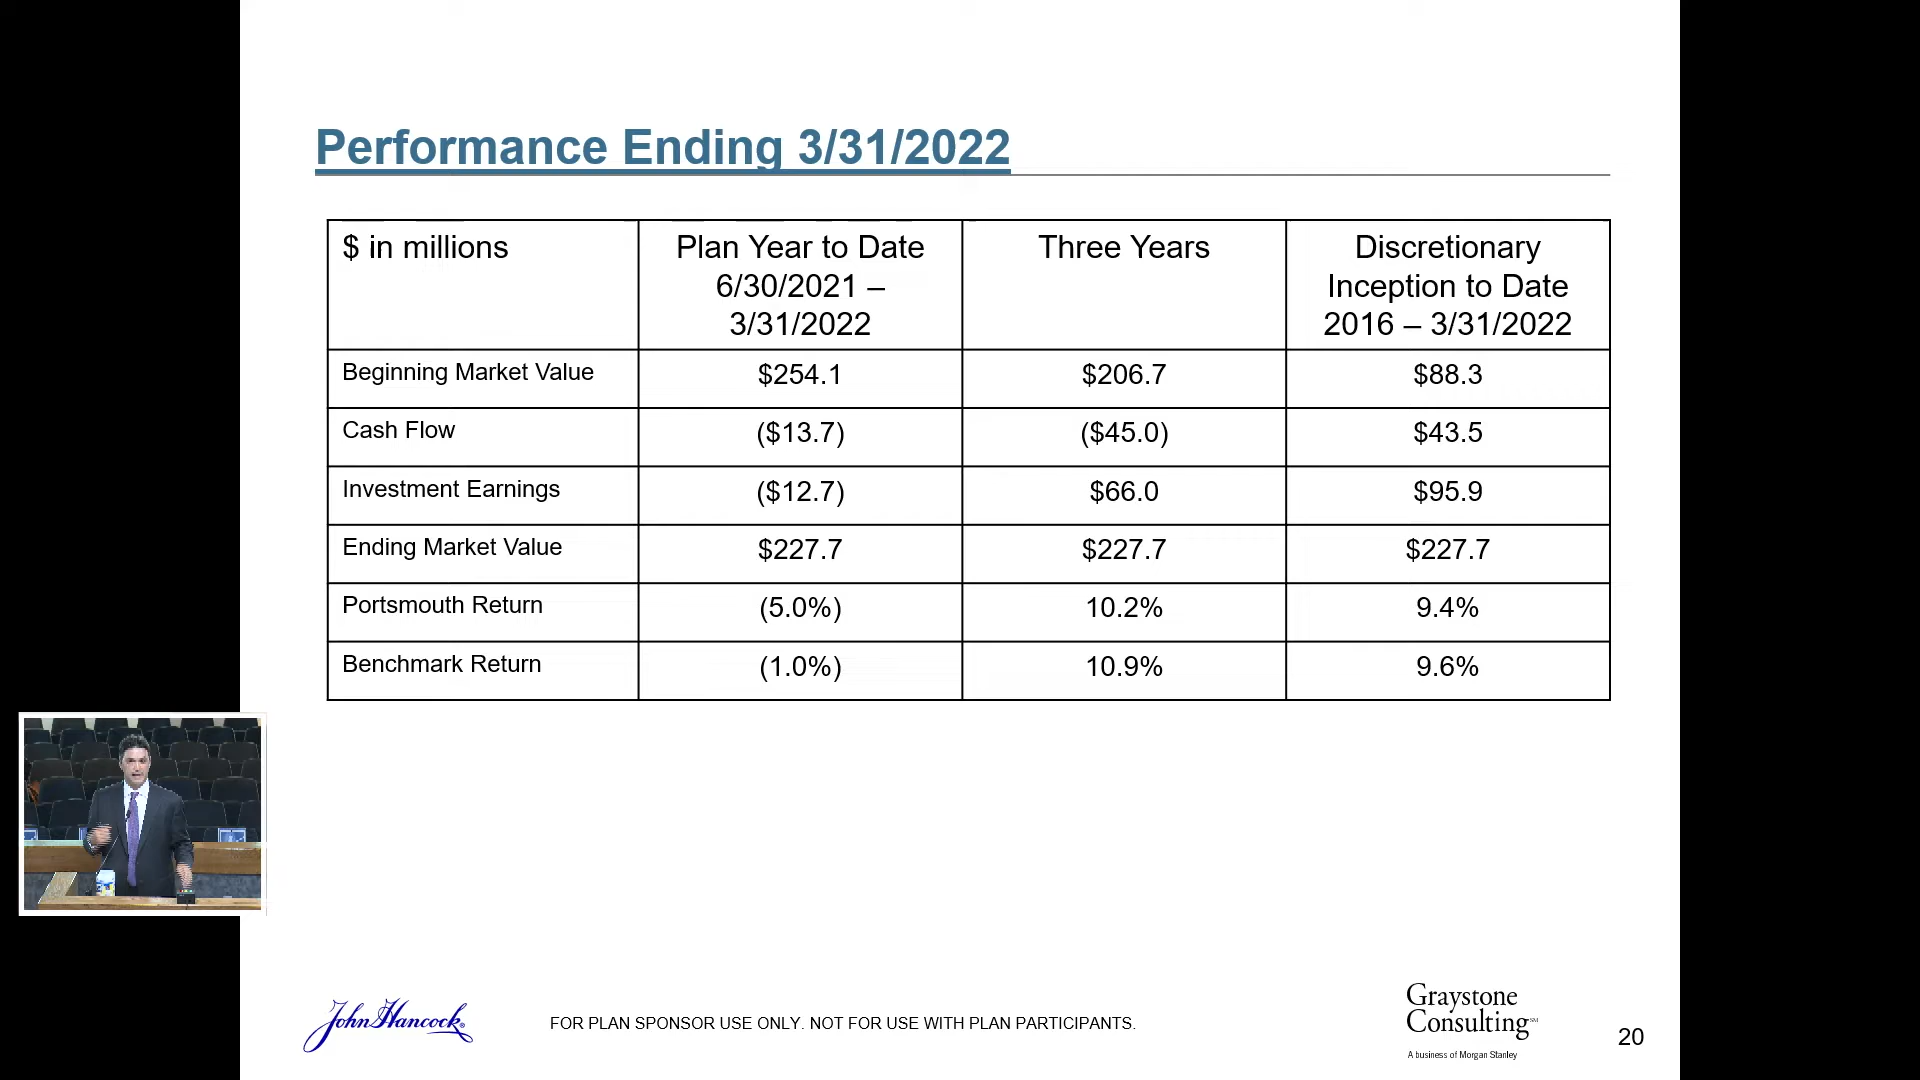 Performance Ending 3/31/2022
$ in millions
Plan Year to Date
6/30/2021 –
3/31/2022
Three Years
Discretionary
Inception to Date
2016 – 3/31/2022
Beginning Market Value $254.1 $206.7 $88.3
Cash Flow ($13.7) ($45.0) $43.5
Investment Earnings ($12.7) $66.0 $95.9
Ending Market Value $227.7 $227.7 $227.7
Portsmouth Return (5.0%) 10.2% 9.4%
Benchmark Return (1.0%) 10.9% 9.6%
John Hancock®
FOR PLAN SPONSOR USE ONLY. NOT FOR USE WITH PLAN PARTICIPANTS.
Graystone
Consulting℠
A business of Morgan Stanley
20